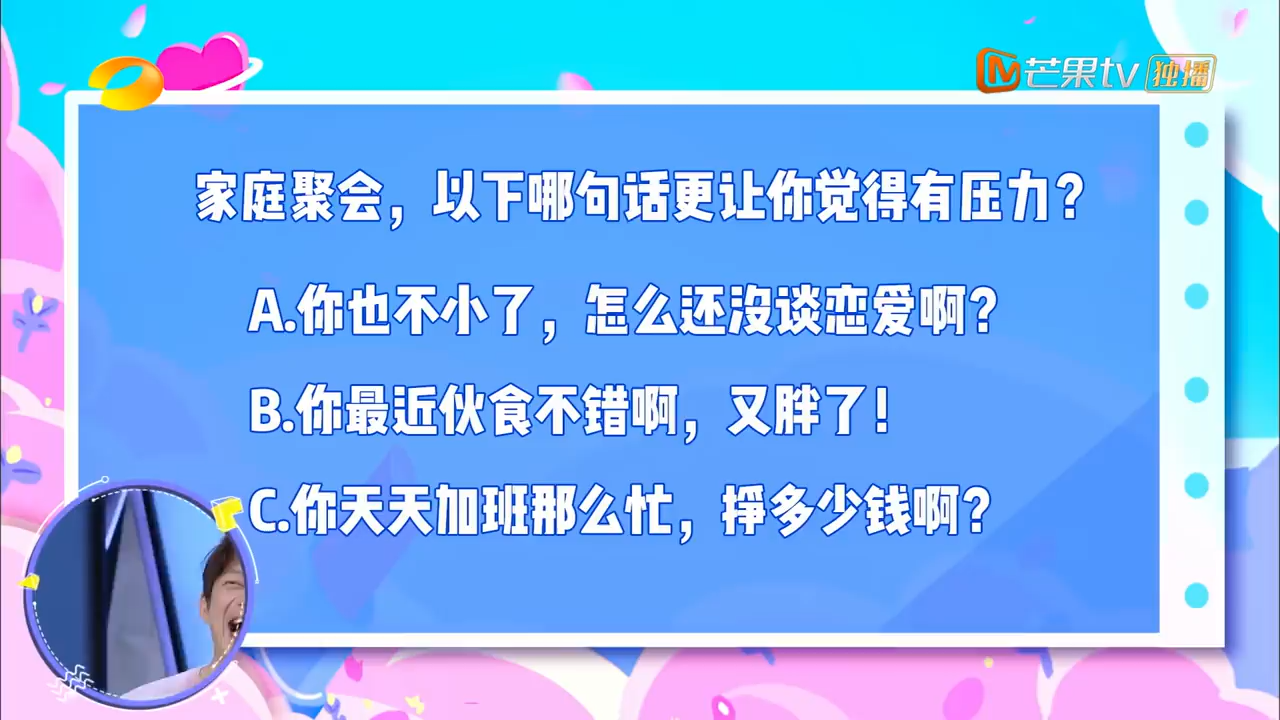 芒果tv 独播
家庭聚会，以下哪句话更让你觉得有压力？
A.你也不小了，怎么还没谈恋爱啊？
B.你最近伙食不错啊，又胖了！
C.你天天加班那么忙，挣多少钱啊？